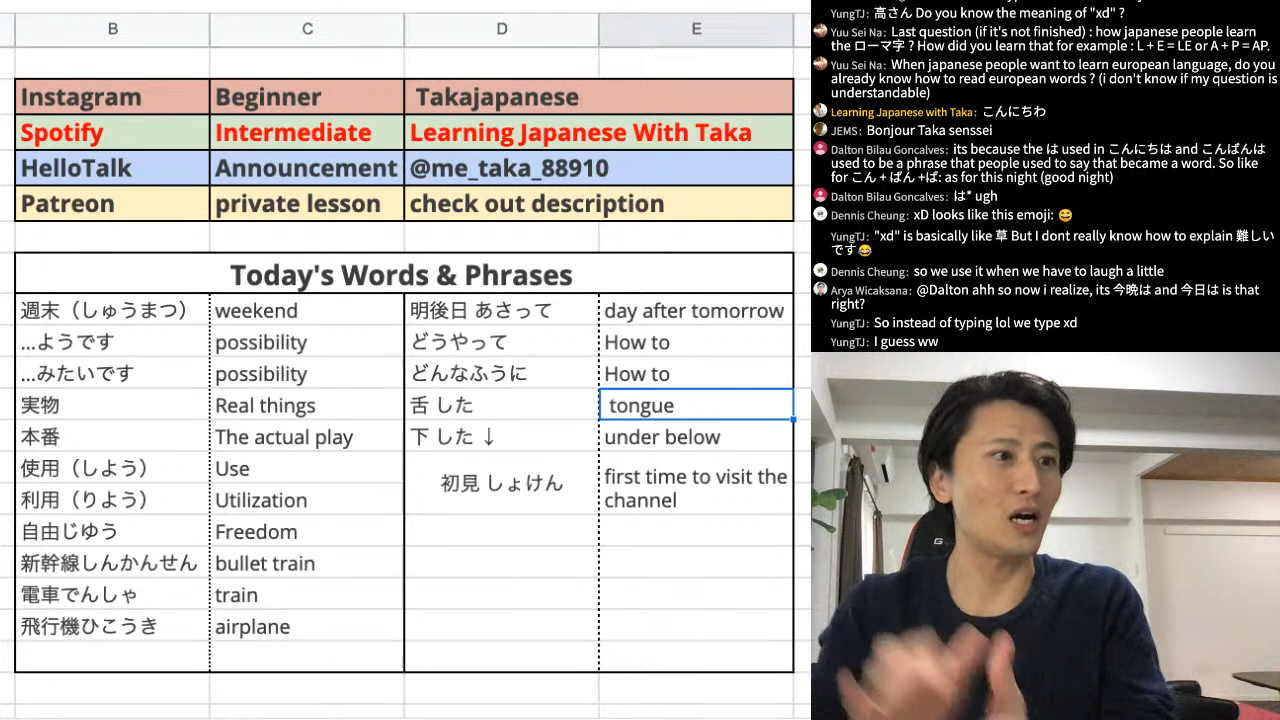 B C D E
Instagram Beginner Takajapanese
Spotify Intermediate Learning Japanese With Taka
HelloTalk Announcement @me_taka_88910
Patreon private lesson check out description
Today's Words & Phrases
週末（しゅうまつ） weekend 明後日 あさって day after tomorrow
...ようです possibility どうやって How to
...みたいです possibility どんなふうに How to
実物 Real things 舌 した tongue
本番 The actual play 下 した ↓ under below
使用（しよう） Use 初見 しょけん first time to visit the
channel
利用（りよう） Utilization
自由じゆう Freedom
新幹線しんかんせん bullet train
電車でんしゃ train
飛行機ひこうき airplane
YungTJ: 高さん Do you know the meaning of "xd" ?
Yuu Sei Na: Last question (if it's not finished) : how japanese people learn
the ローマ字 ? How did you learn that for example : L + E = LE or A + P = AP.
Yuu Sei Na: When japanese people want to learn european language, do you
already know how to read european words ? (i don't know if my question is
understandable)
Learning Japanese with Taka: こんにちわ
JEMS: Bonjour Taka senssei
Dalton Bilau Goncalves: its because the は used in こんにちは and こんばんは
used to be a phrase that people used to say that became a word. So like
for こん + ばん +ば: as for this night (good night)
Dalton Bilau Goncalves: は* ugh
Dennis Cheung: xD looks like this emoji: 😅
YungTJ: "xd" is basically like 草 But I dont really know how to explain 難しい
です😂
Dennis Cheung: so we use it when we have to laugh a little
Arya Wicaksana: @Dalton ahh so now i realize, its 今晩は and 今日は is that
right?
YungTJ: So instead of typing lol we type xd
YungTJ: I guess ww
G